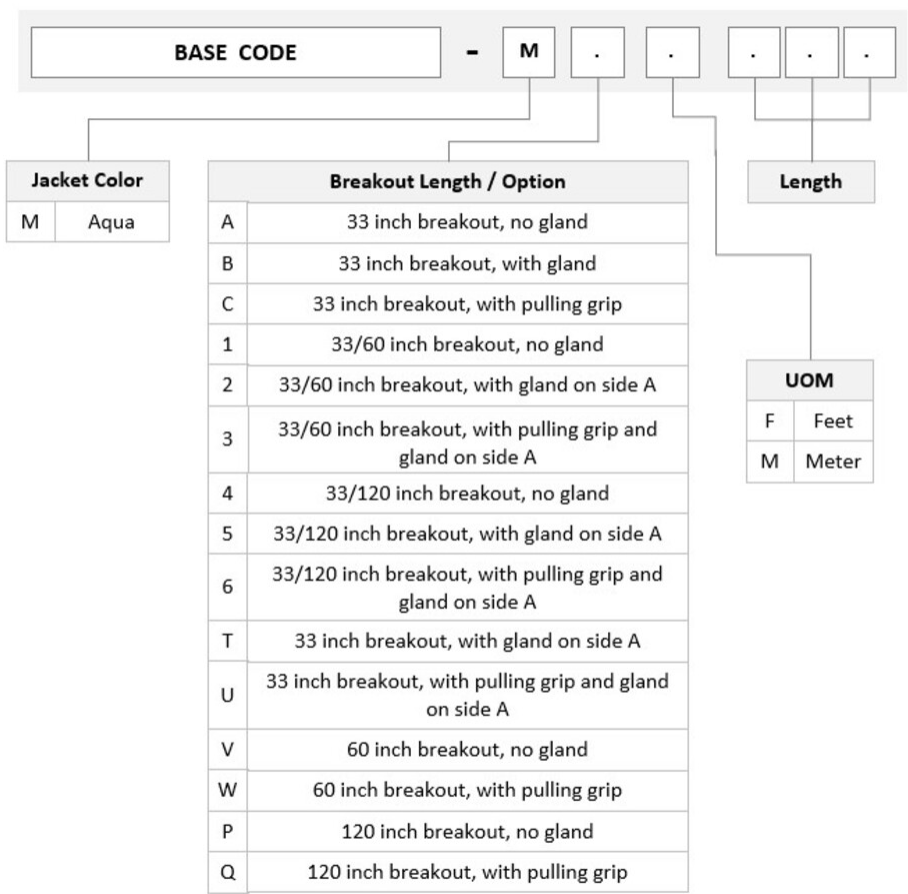 BASE CODE - M . . . . .
Jacket Color
M Aqua
Breakout Length / Option
A 33 inch breakout, no gland
B 33 inch breakout, with gland
C 33 inch breakout, with pulling grip
1 33/60 inch breakout, no gland
2 33/60 inch breakout, with gland on side A
3 33/60 inch breakout, with pulling grip and
gland on side A
4 33/120 inch breakout, no gland
5 33/120 inch breakout, with gland on side A
6 33/120 inch breakout, with pulling grip and
gland on side A
T 33 inch breakout, with gland on side A
U 33 inch breakout, with pulling grip and gland
on side A
V 60 inch breakout, no gland
W 60 inch breakout, with pulling grip
P 120 inch breakout, no gland
Q 120 inch breakout, with pulling grip
Length
UOM
F Feet
M Meter